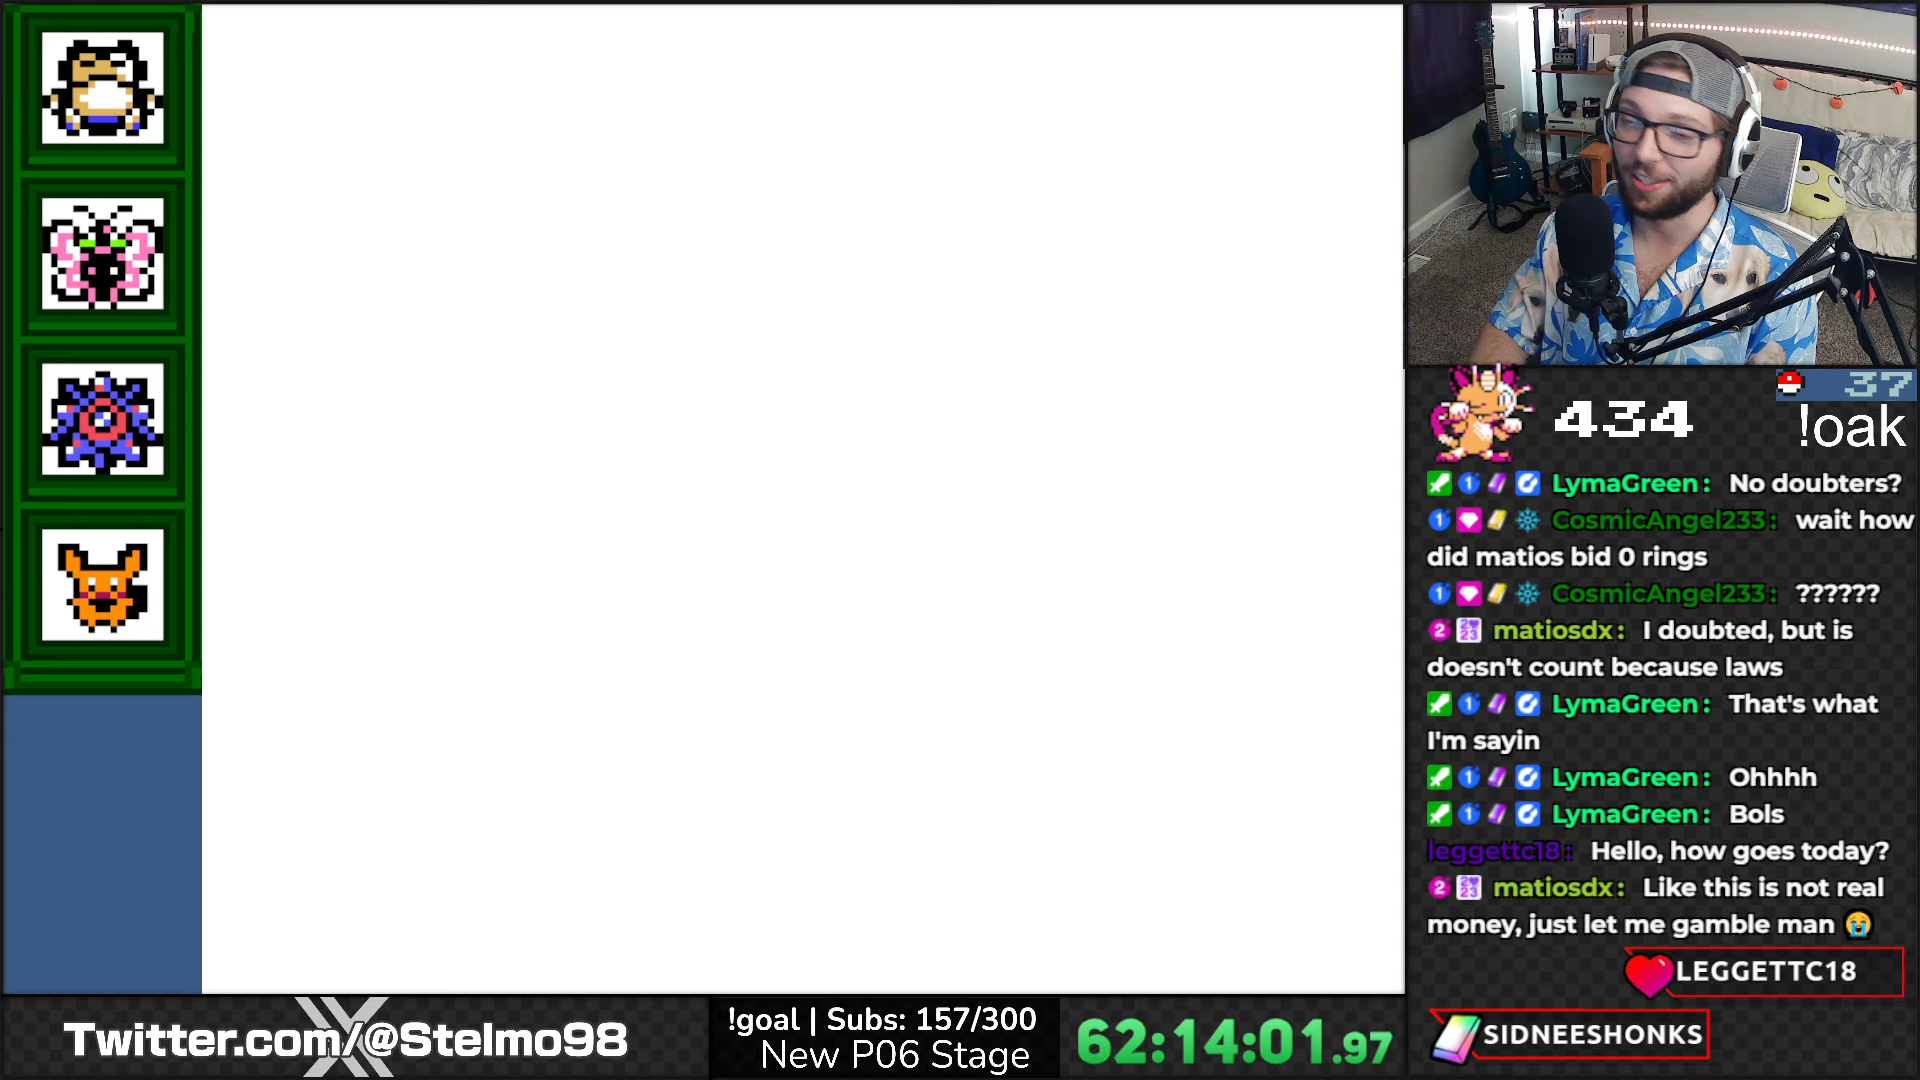 37
434
!oak
LymaGreen: No doubters?
CosmicAngel233: wait how
did matios bid 0 rings
CosmicAngel233: ??????
matiosdx: I doubted, but is
doesn't count because laws
LymaGreen: That's what
I'm sayin
LymaGreen: Ohhhh
LymaGreen: Bols
leggettc18: Hello, how goes today?
matiosdx: Like this is not real
money, just let me gamble man 😭
LEGGETTC18
SIDNEESHONKS
Twitter.com/@Stelmo98
!goal | Subs: 157/300
New P06 Stage
62:14:01.97